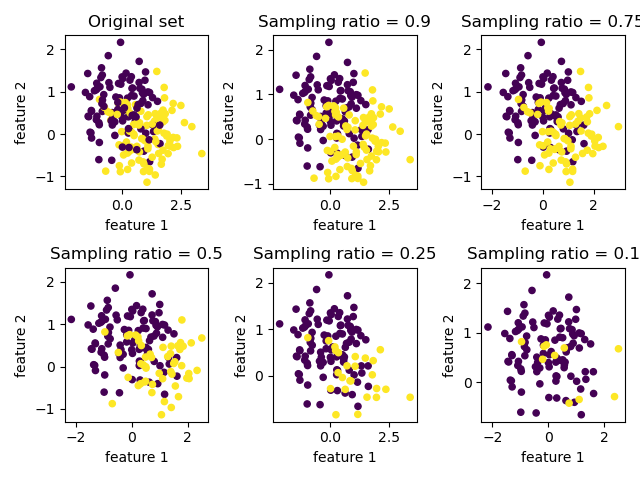 Original set
Sampling ratio = 0.9
Sampling ratio = 0.75
feature 2
2
1
0
−1
0.0
2.5
feature 1
feature 2
2
1
0
−1
0.0
2.5
feature 1
feature 2
2
1
0
−1
−2
0
2
feature 1
Sampling ratio = 0.5
Sampling ratio = 0.25
Sampling ratio = 0.1
feature 2
2
1
0
−1
−2
0
2
feature 1
feature 2
2
1
0
0.0
2.5
feature 1
feature 2
2
1
0
−2
0
2
feature 1